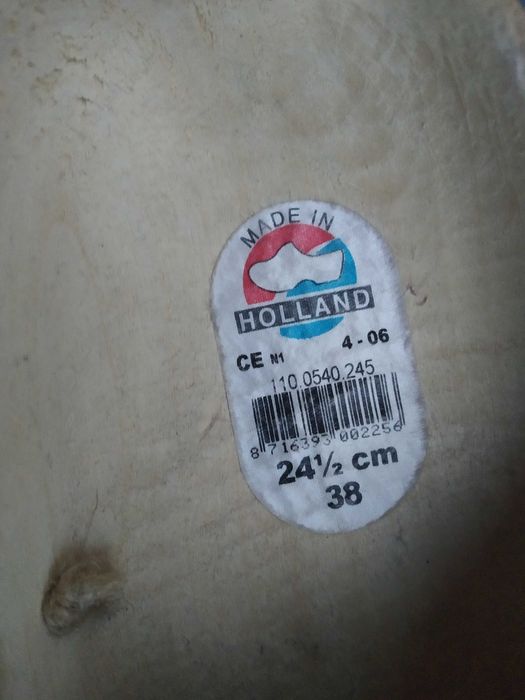 MADE IN
HOLLAND
CE N1 4-06
110.0540.245
8 716393 002256
24½ cm
38